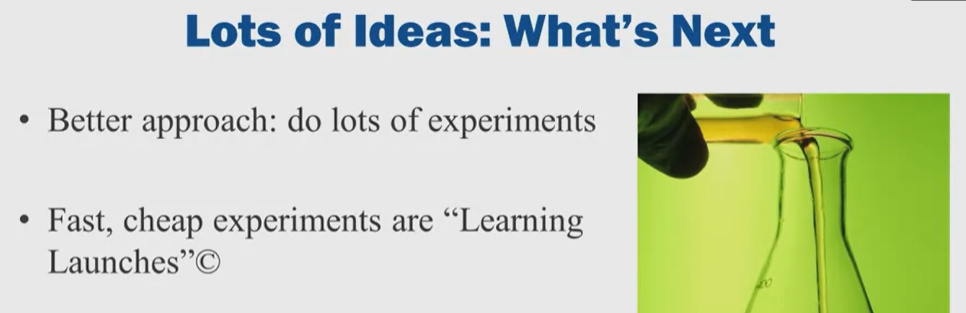 Lots of Ideas: What’s Next
• Better approach: do lots of experiments
• Fast, cheap experiments are “Learning
Launches”©